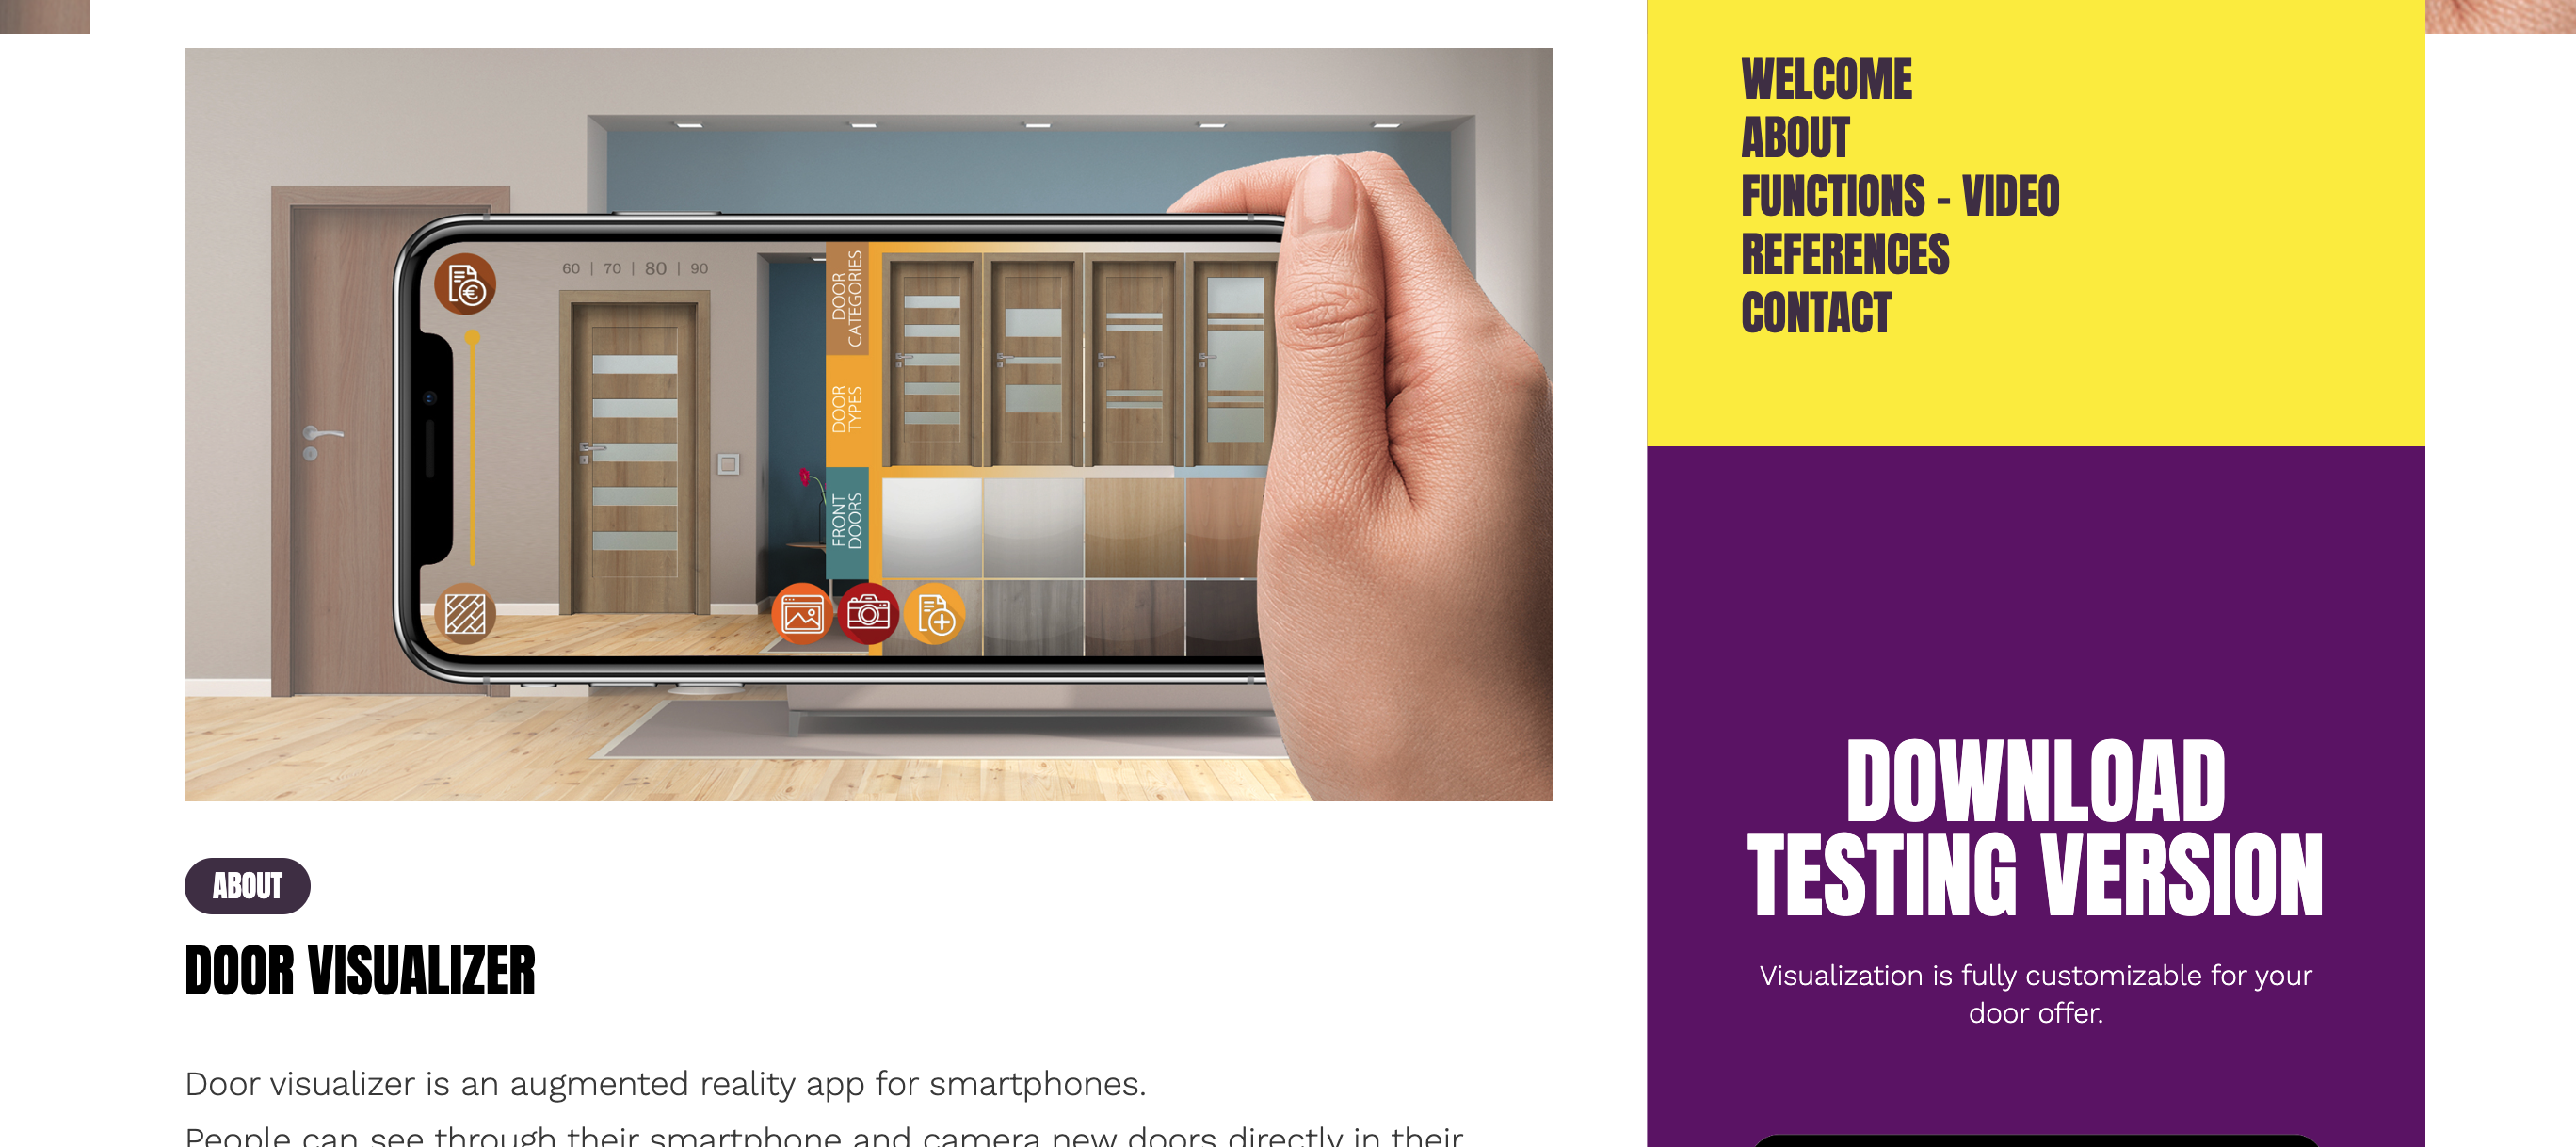 WELCOME
ABOUT
FUNCTIONS - VIDEO
REFERENCES
CONTACT
60 | 70 | 80 | 90
DOOR
CATEGORIES
DOOR
TYPES
FRONT
DOORS
DOWNLOAD
TESTING VERSION
Visualization is fully customizable for your
door offer.
ABOUT
DOOR VISUALIZER
Door visualizer is an augmented reality app for smartphones.
People can see through their smartphone and camera new doors directly in their